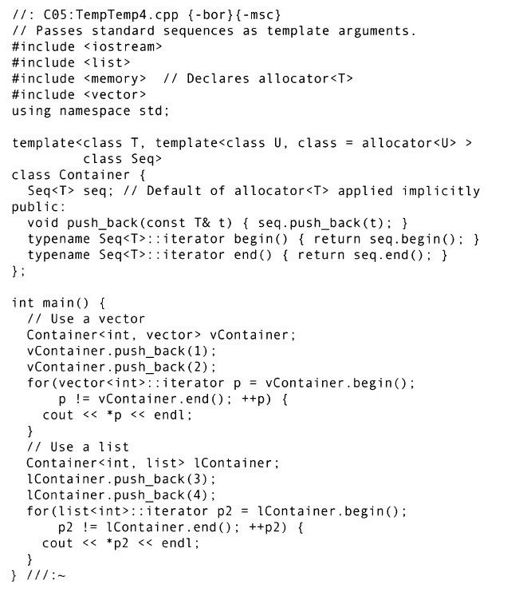 //: C05:TempTemp4.cpp {-bor}{-msc}
// Passes standard sequences as template arguments.
#include <iostream>
#include <list>
#include <memory>  // Declares allocator<T>
#include <vector>
using namespace std;

template<class T, template<class U, class = allocator<U> >
         class Seq>
class Container {
  Seq<T> seq; // Default of allocator<T> applied implicitly
public:
  void push_back(const T& t) { seq.push_back(t); }
  typename Seq<T>::iterator begin() { return seq.begin(); }
  typename Seq<T>::iterator end() { return seq.end(); }
};

int main() {
  // Use a vector
  Container<int, vector> vContainer;
  vContainer.push_back(1);
  vContainer.push_back(2);
  for(vector<int>::iterator p = vContainer.begin();
      p != vContainer.end(); ++p) {
    cout << *p << endl;
  }
  // Use a list
  Container<int, list> lContainer;
  lContainer.push_back(3);
  lContainer.push_back(4);
  for(list<int>::iterator p2 = lContainer.begin();
      p2 != lContainer.end(); ++p2) {
    cout << *p2 << endl;
  }
} ///:~